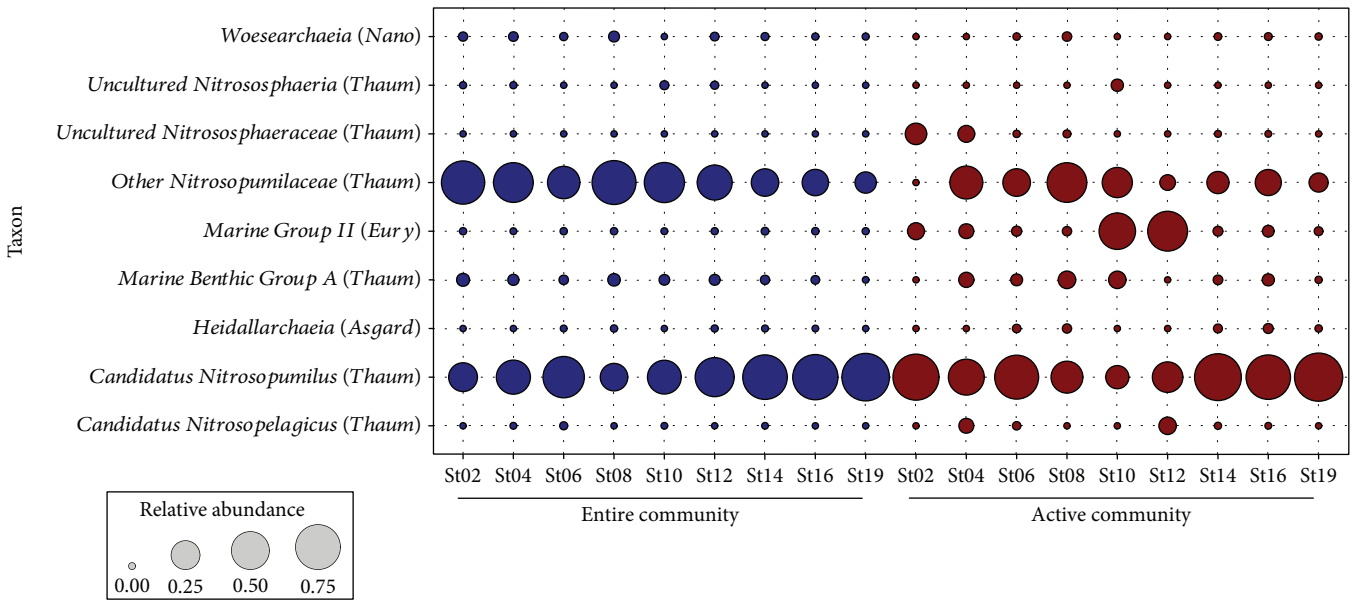 Taxon
Woesearchaeia (Nano)
Uncultured Nitrososphaeria (Thaum)
Uncultured Nitrososphaeraceae (Thaum)
Other Nitrosopumilaceae (Thaum)
Marine Group II (Eury)
Marine Benthic Group A (Thaum)
Heidallarchaeia (Asgard)
Candidatus Nitrosopumilus (Thaum)
Candidatus Nitrosopelagicus (Thaum)
St02 St04 St06 St08 St10 St12 St14 St16 St19 St02 St04 St06 St08 St10 St12 St14 St16 St19
Entire community Active community
Relative abundance
0.00 0.25 0.50 0.75